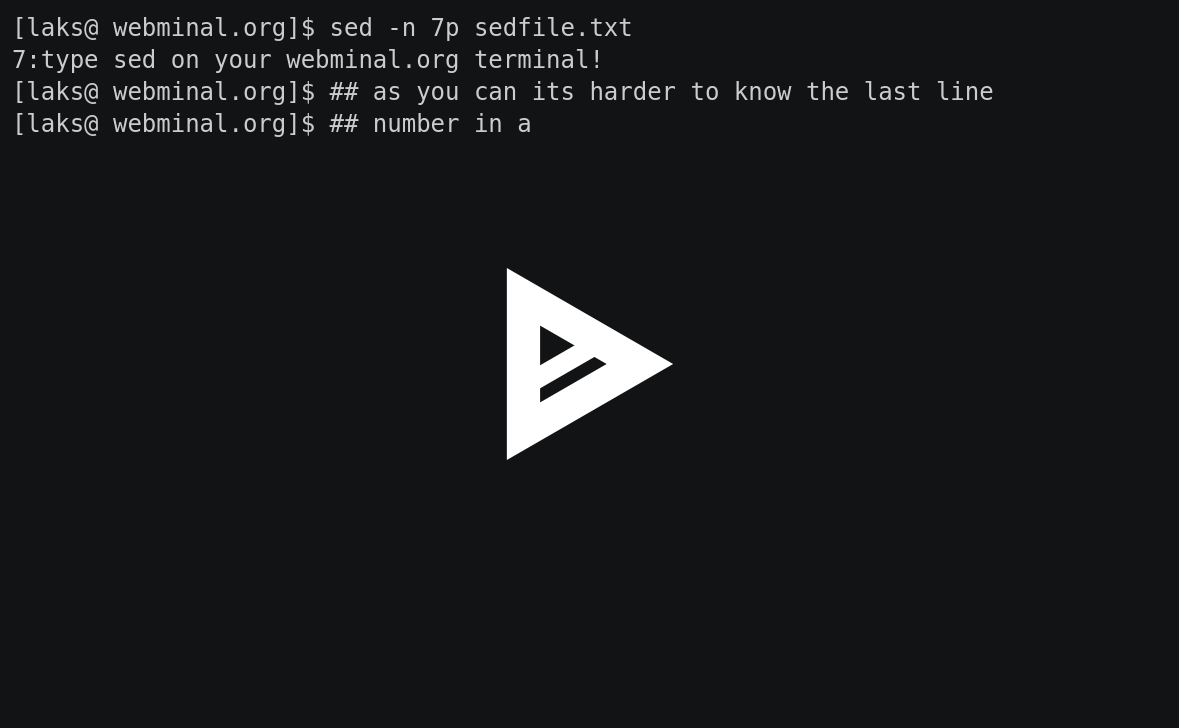 [laks@ webminal.org]$ sed -n 7p sedfile.txt
7:type sed on your webminal.org terminal!
[laks@ webminal.org]$ ## as you can its harder to know the last line
[laks@ webminal.org]$ ## number in a